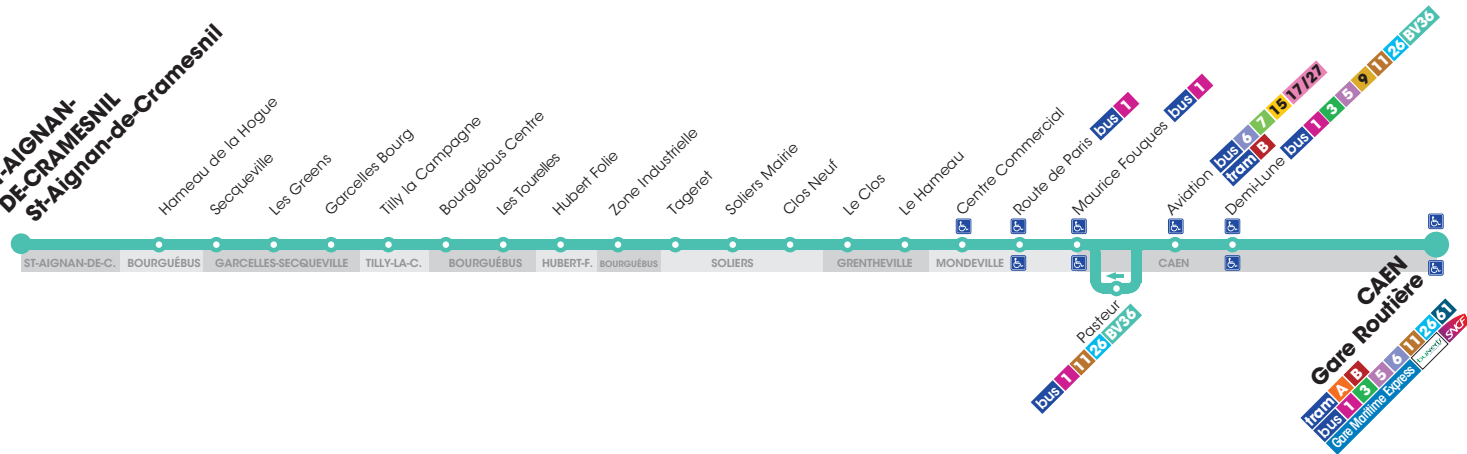 DE-CRAMESNIL
St-Aignan-de-Cramesnil
Hameau de la Hogue
Secqueville
Les Greens
Garcelles Bourg
Tilly la Campagne
Bourguébus Centre
Les Tourelles
Hubert Folie
Zone Industrielle
Tageret
Soliers Mairie
Clos Neuf
Le Clos
Le Hameau
Centre Commercial
Route de Paris bus 1
Maurice Fouques bus 1
Aviation bus 6 7 15 17/27
tram B
Demi-Lune bus 1 3 5 9 11 26 BV36
ST-AIGNAN-DE-C. BOURGUÉBUS GARCELLES-SECQUEVILLE TILLY-LA-C. BOURGUÉBUS HUBERT-F. BOURGUÉBUS SOLIERS GRENTHEVILLE MONDEVILLE CAEN
Pasteur
bus 1 11 26 BV36
CAEN
Gare Routière
tram A B
bus 1 3 5 6 11 26 61
Gare Maritime Express
SNCF